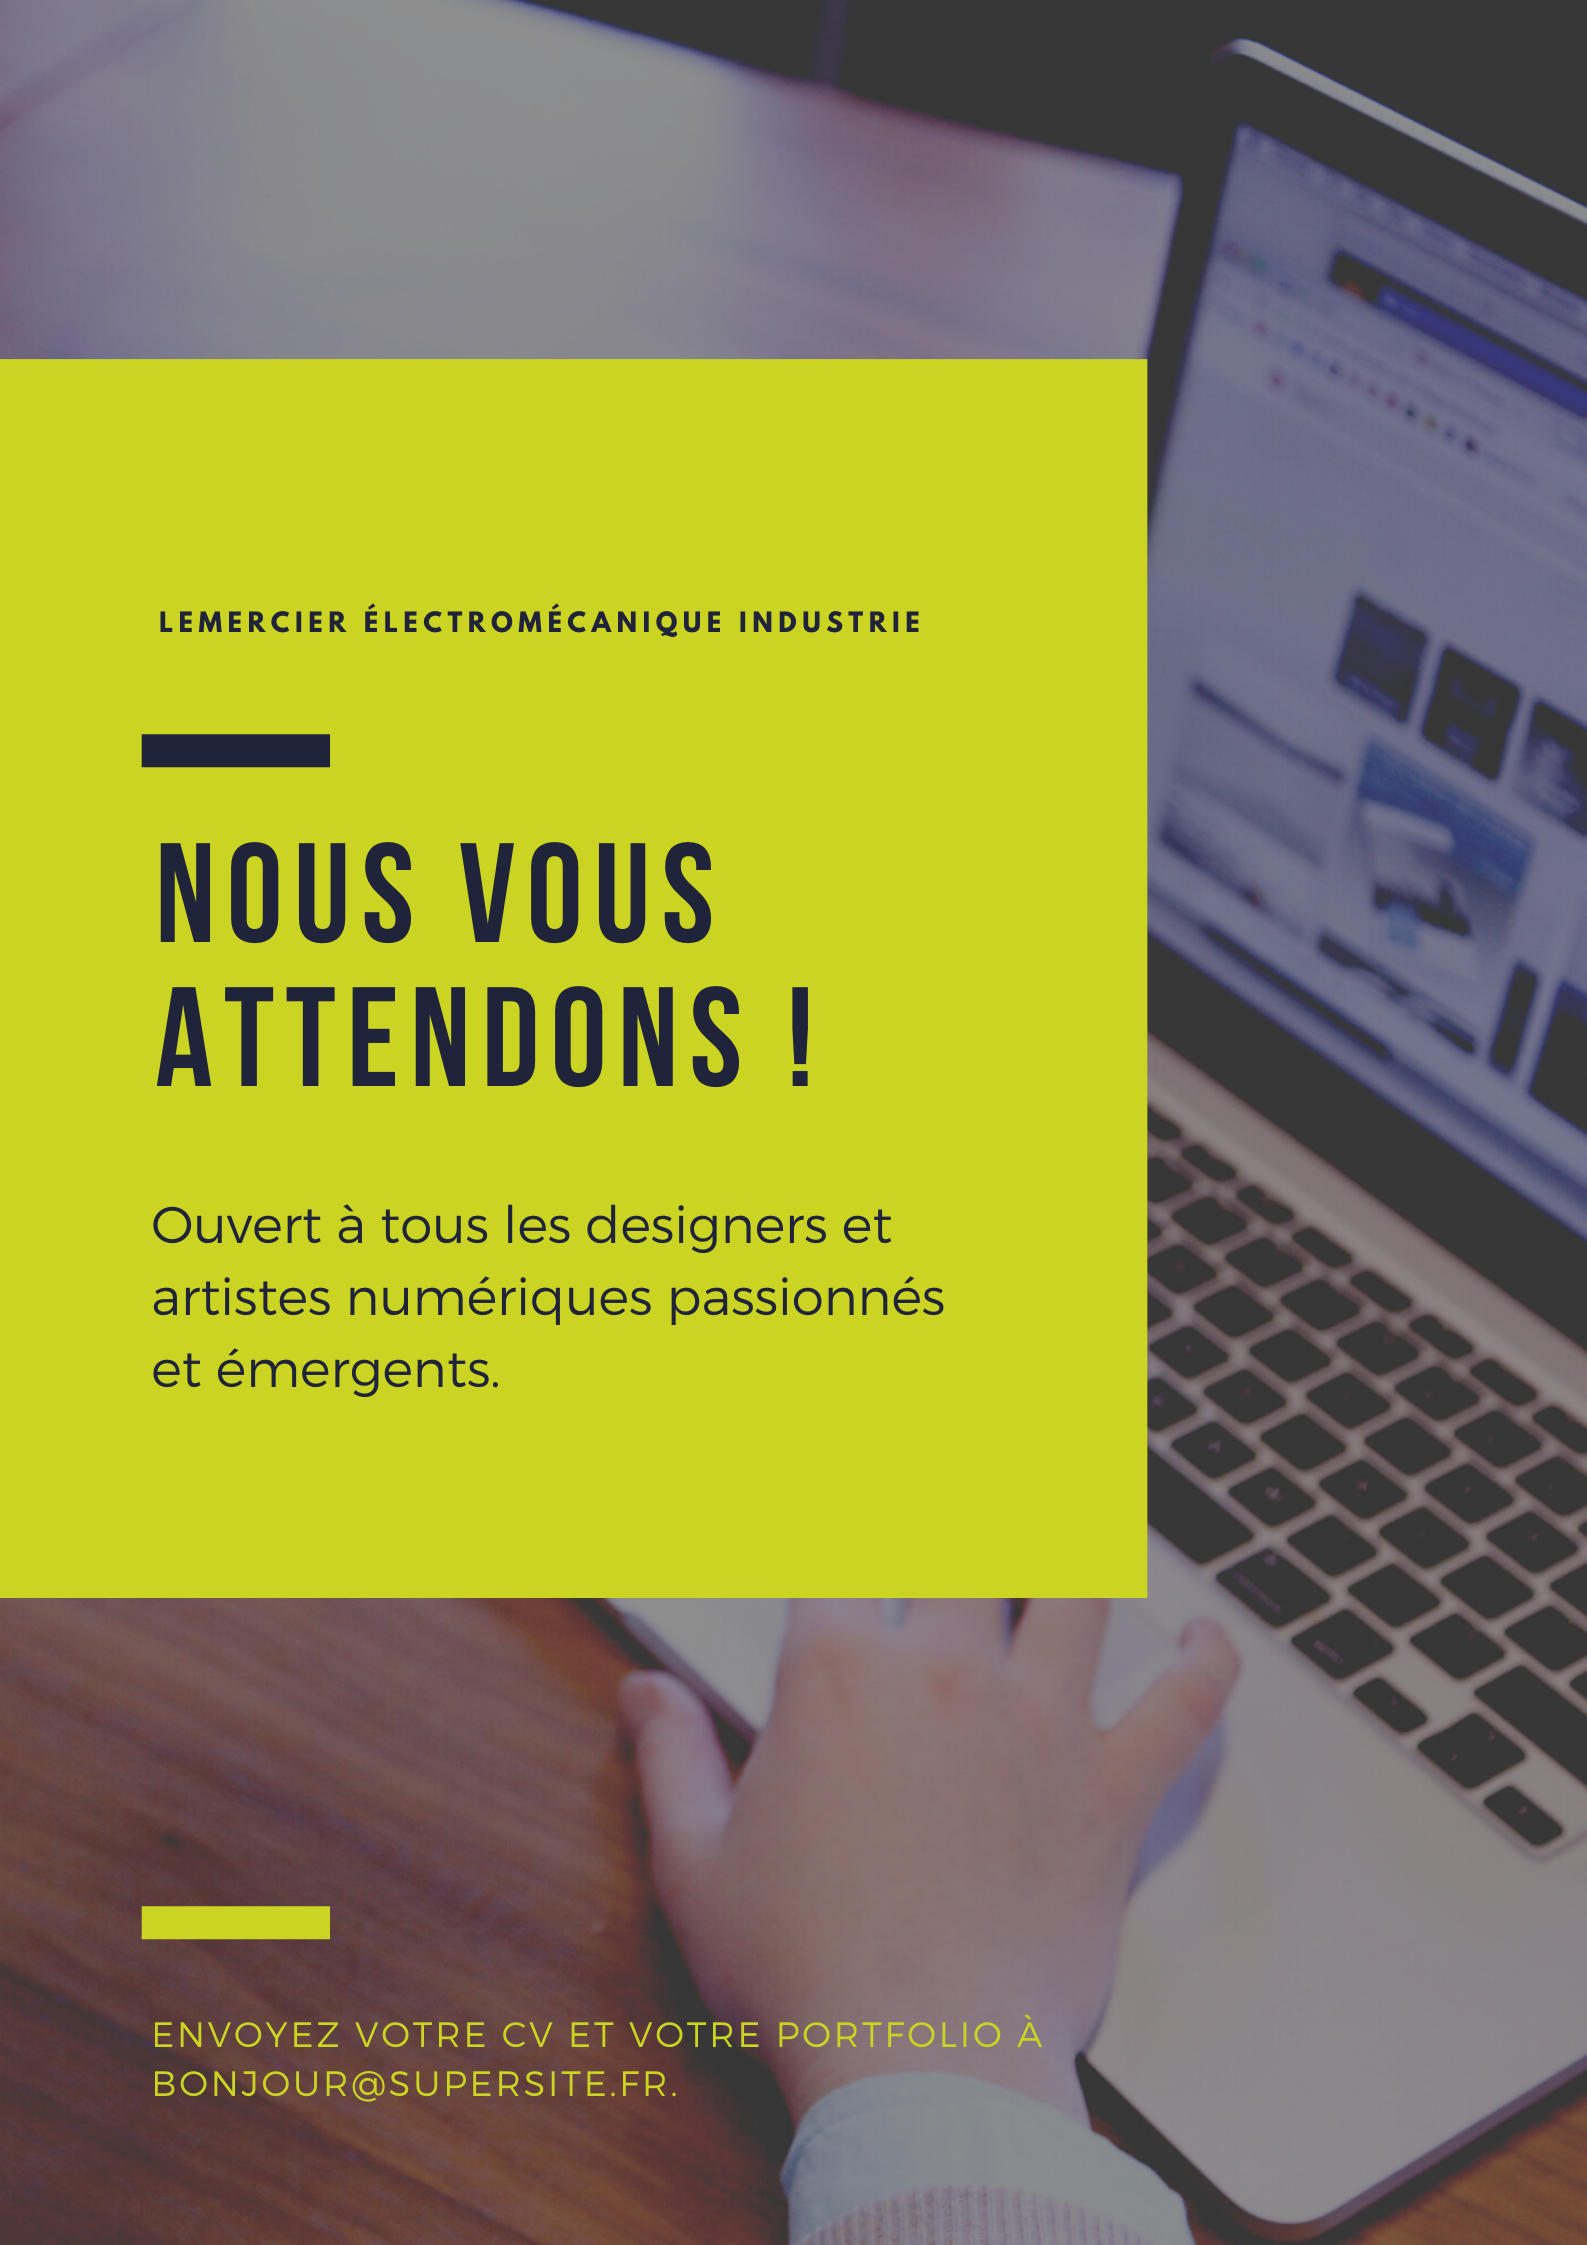 LEMERCIER ÉLECTROMÉCANIQUE INDUSTRIE
NOUS VOUS
ATTENDONS !
Ouvert à tous les designers et
artistes numériques passionnés
et émergents.
ENVOYEZ VOTRE CV ET VOTRE PORTFOLIO À
BONJOUR@SUPERSITE.FR.